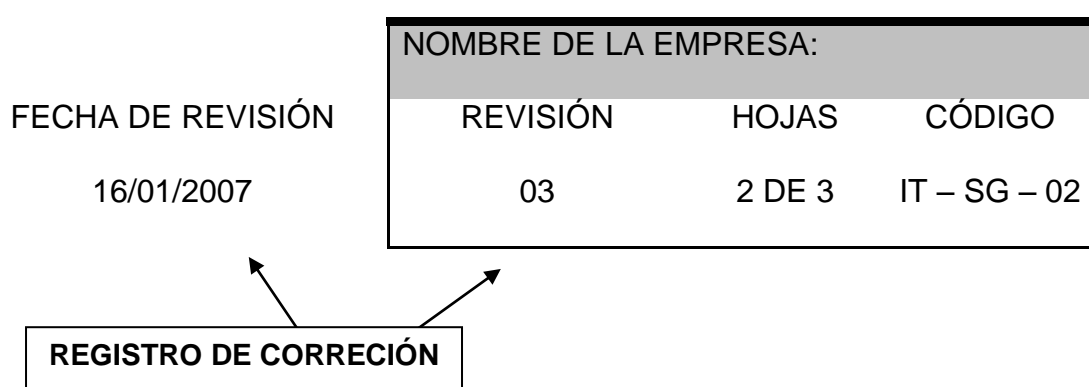 NOMBRE DE LA EMPRESA:
FECHA DE REVISIÓN REVISIÓN HOJAS CÓDIGO
16/01/2007 03 2 DE 3 IT – SG – 02
REGISTRO DE CORRECIÓN